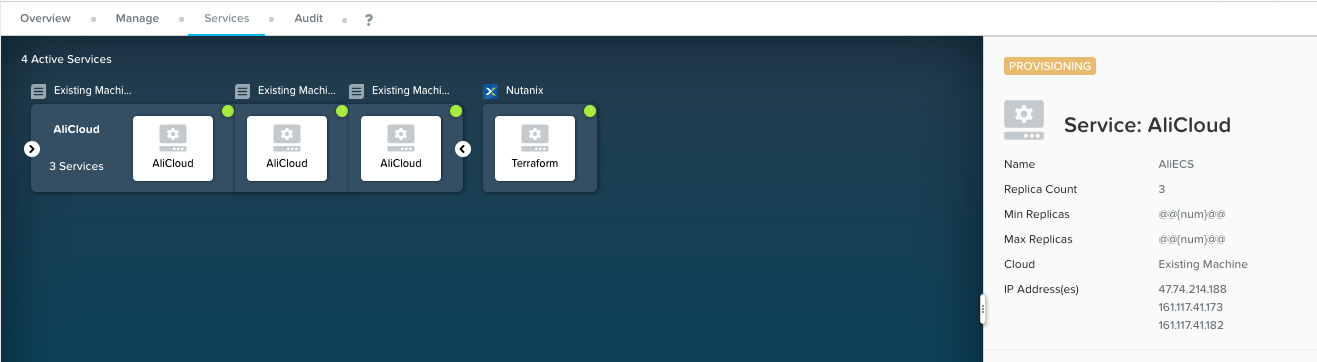 Overview Manage Services Audit ?
4 Active Services
Existing Machi... Existing Machi... Existing Machi... Nutanix
AliCloud
3 Services
AliCloud AliCloud AliCloud Terraform
PROVISIONING
Service: AliCloud
Name AliECS
Replica Count 3
Min Replicas @@{num}@@
Max Replicas @@{num}@@
Cloud Existing Machine
IP Address(es) 47.74.214.188
161.117.41.173
161.117.41.182